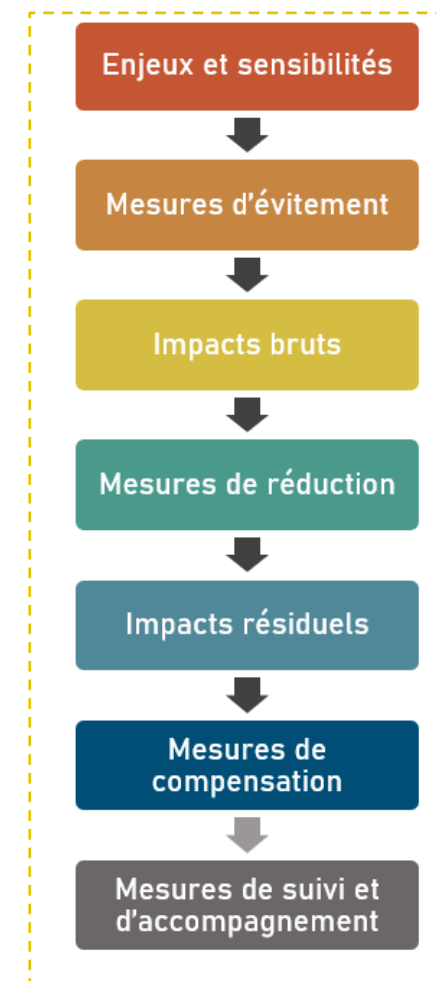 Enjeux et sensibilités
Mesures d'évitement
Impacts bruts
Mesures de réduction
Impacts résiduels
Mesures de
compensation
Mesures de suivi et
d'accompagnement